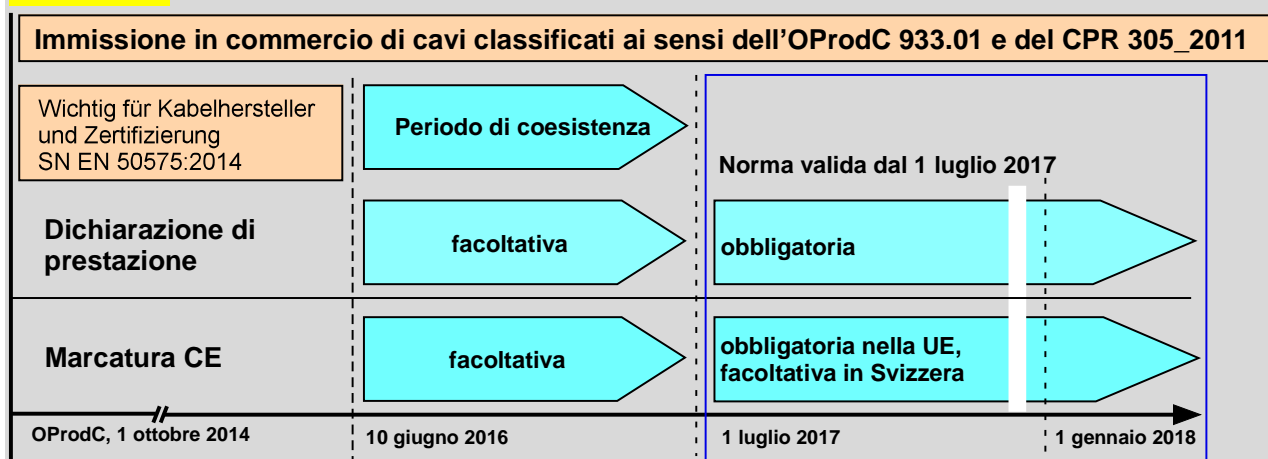 Immissione in commercio di cavi classificati ai sensi dell'OProdC 933.01 e del CPR 305_2011
Wichtig für Kabelhersteller
und Zertifizierung
SN EN 50575:2014
Periodo di coesistenza
Norma valida dal 1 luglio 2017
Dichiarazione di
prestazione
facoltativa
obbligatoria
Marcatura CE
facoltativa
obbligatoria nella UE,
facoltativa in Svizzera
OProdC, 1 ottobre 2014
10 giugno 2016
1 luglio 2017
1 gennaio 2018